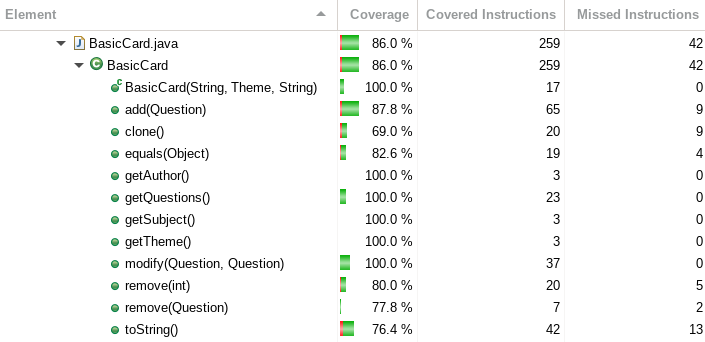 Element Coverage Covered Instructions Missed Instructions
BasicCard.java 86.0 % 259 42
BasicCard 86.0 % 259 42
BasicCard(String, Theme, String) 100.0 % 17 0
add(Question) 87.8 % 65 9
clone() 69.0 % 20 9
equals(Object) 82.6 % 19 4
getAuthor() 100.0 % 3 0
getQuestions() 100.0 % 23 0
getSubject() 100.0 % 3 0
getTheme() 100.0 % 3 0
modify(Question, Question) 100.0 % 37 0
remove(int) 80.0 % 20 5
remove(Question) 77.8 % 7 2
toString() 76.4 % 42 13